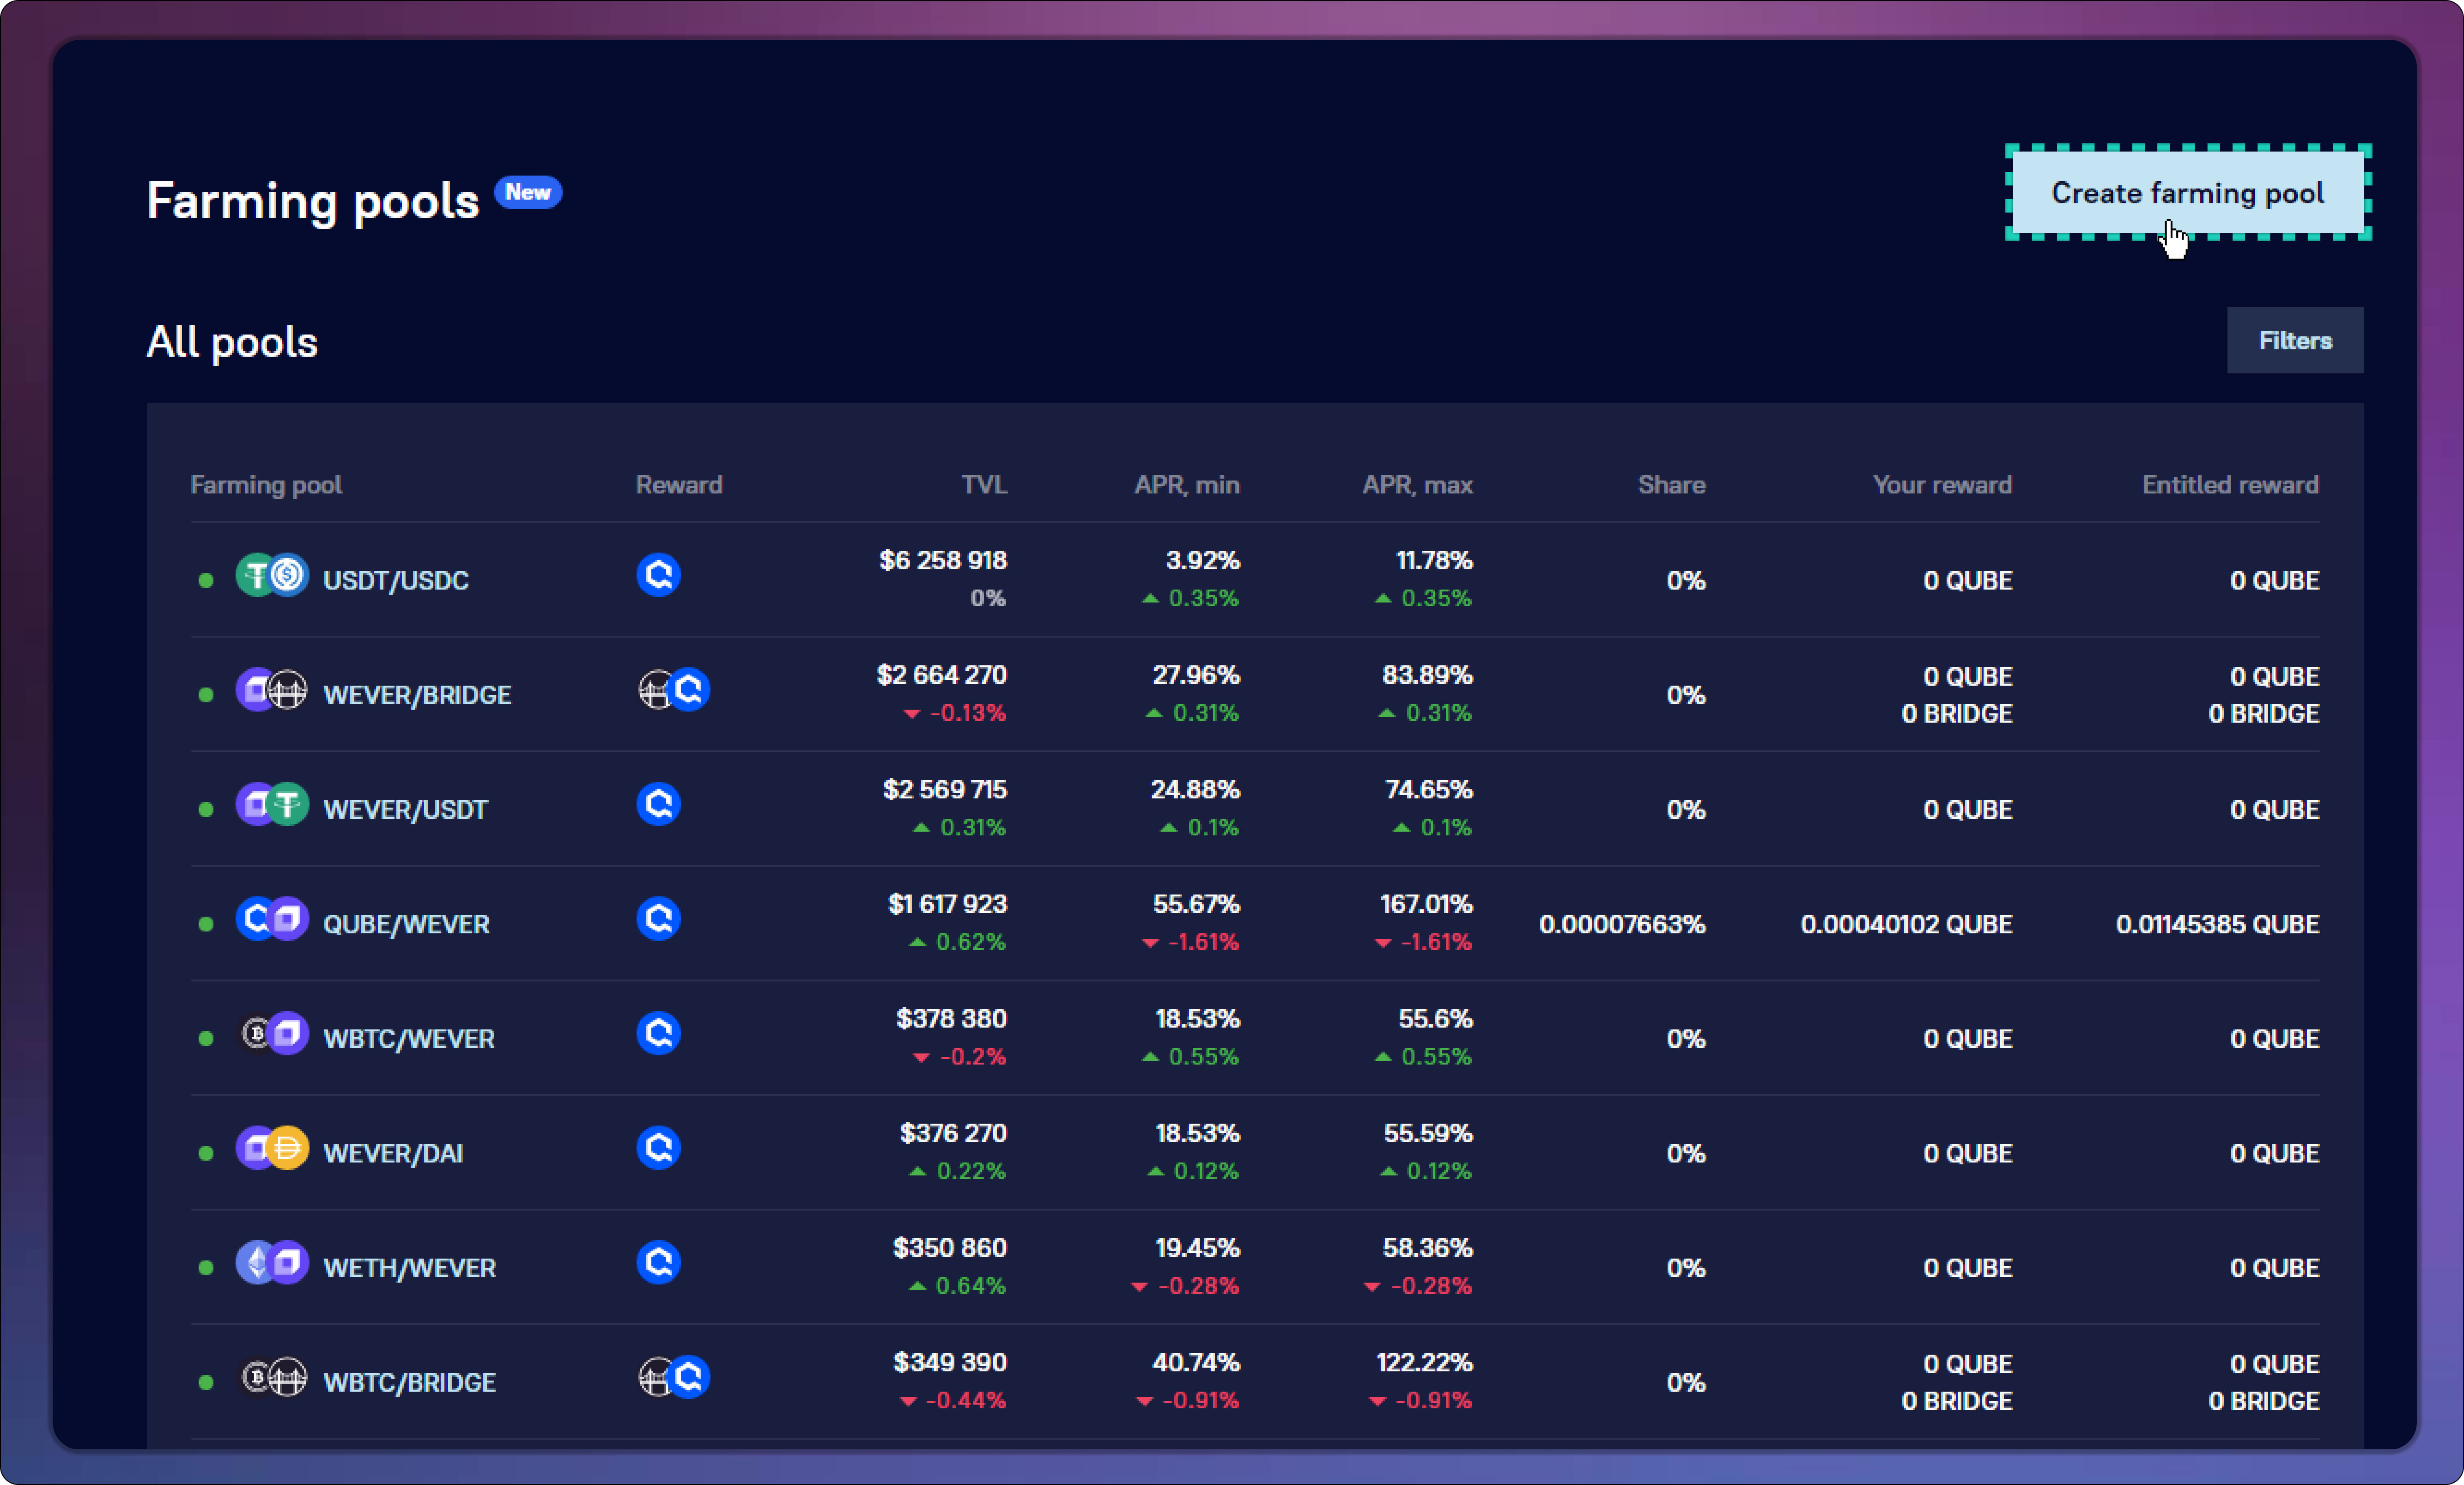 Farming pools New
Create farming pool
All pools
Filters
Farming pool Reward TVL APR, min APR, max Share Your reward Entitled reward
USDT/USDC $6 258 918 3.92% 11.78% 0% 0 QUBE 0 QUBE
0% 0.35% 0.35%
WEVER/BRIDGE $2 664 270 27.96% 83.89% 0% 0 QUBE 0 QUBE
-0.13% 0.31% 0.31% 0 BRIDGE 0 BRIDGE
WEVER/USDT $2 569 715 24.88% 74.65% 0% 0 QUBE 0 QUBE
0.31% 0.1% 0.1%
QUBE/WEVER $1 617 923 55.67% 167.01% 0.00007663% 0.00040102 QUBE 0.01145385 QUBE
0.62% -1.61% -1.61%
WBTC/WEVER $378 380 18.53% 55.6% 0% 0 QUBE 0 QUBE
-0.2% 0.55% 0.55%
WEVER/DAI $376 270 18.53% 55.59% 0% 0 QUBE 0 QUBE
0.22% 0.12% 0.12%
WETH/WEVER $350 860 19.45% 58.36% 0% 0 QUBE 0 QUBE
0.64% -0.28% -0.28%
WBTC/BRIDGE $349 390 40.74% 122.22% 0% 0 QUBE 0 QUBE
-0.44% -0.91% -0.91% 0 BRIDGE 0 BRIDGE